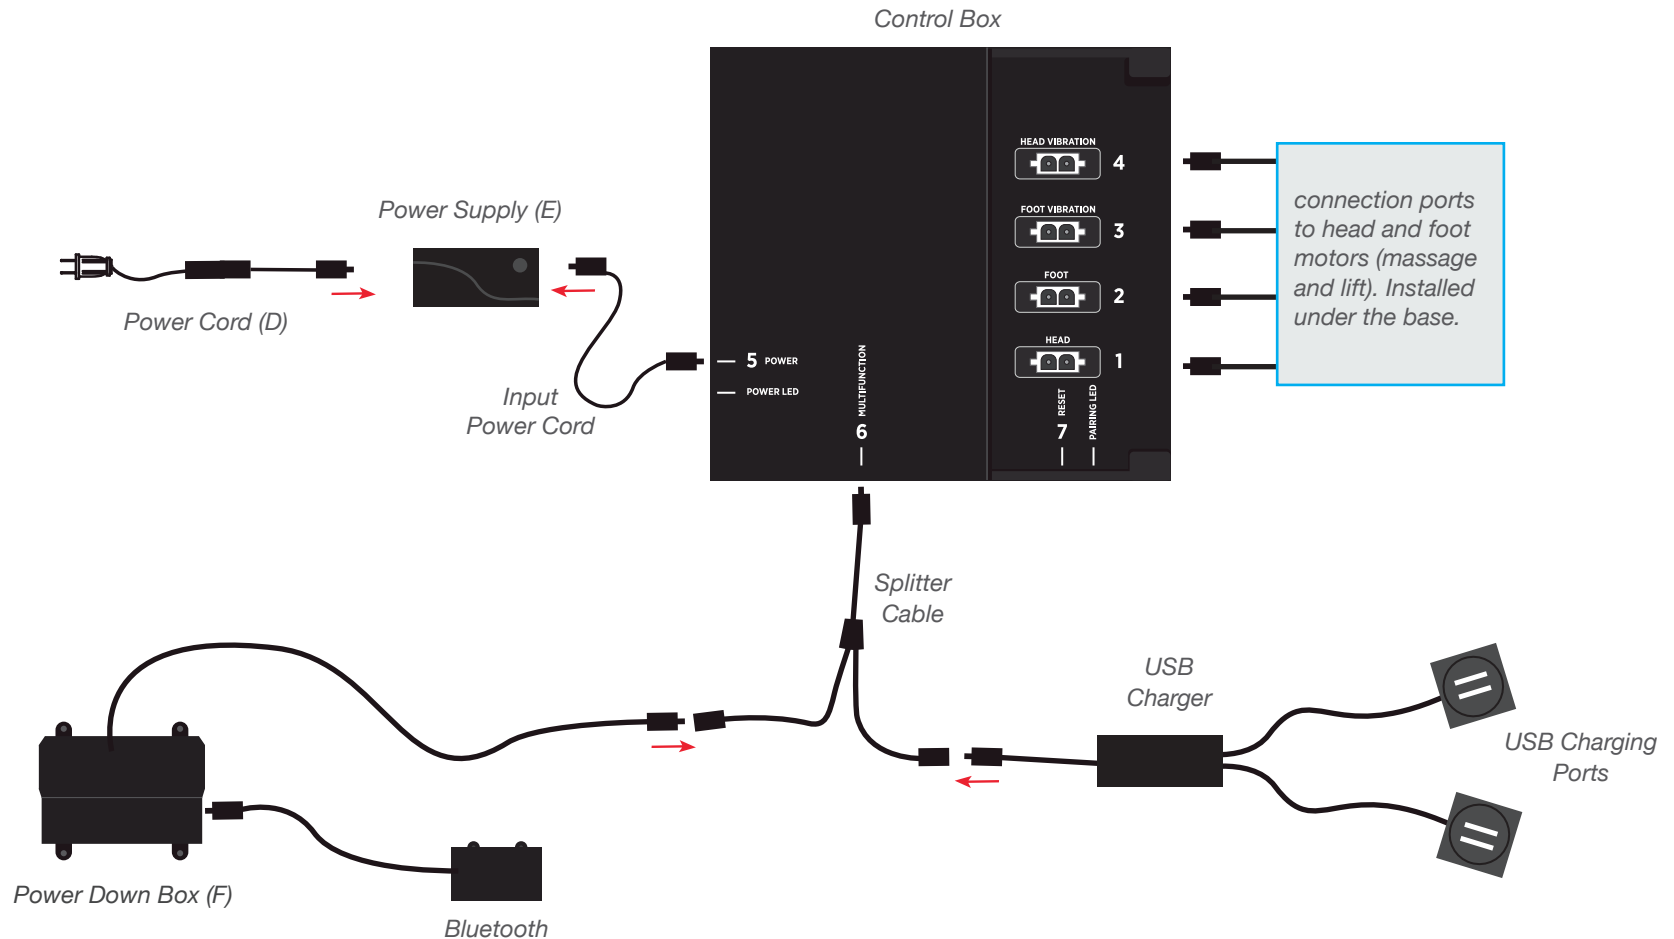 Control Box
HEAD VIBRATION
4
FOOT VIBRATION
3
FOOT
2
HEAD
1
connection ports
to head and foot
motors (massage
and lift). Installed
under the base.
Power Supply (E)
Power Cord (D)
Input
Power Cord
5 POWER
POWER LED
6 MULTIFUNCTION
7 RESET
PAIRING LED
Splitter
Cable
USB
Charger
USB Charging
Ports
Power Down Box (F)
Bluetooth